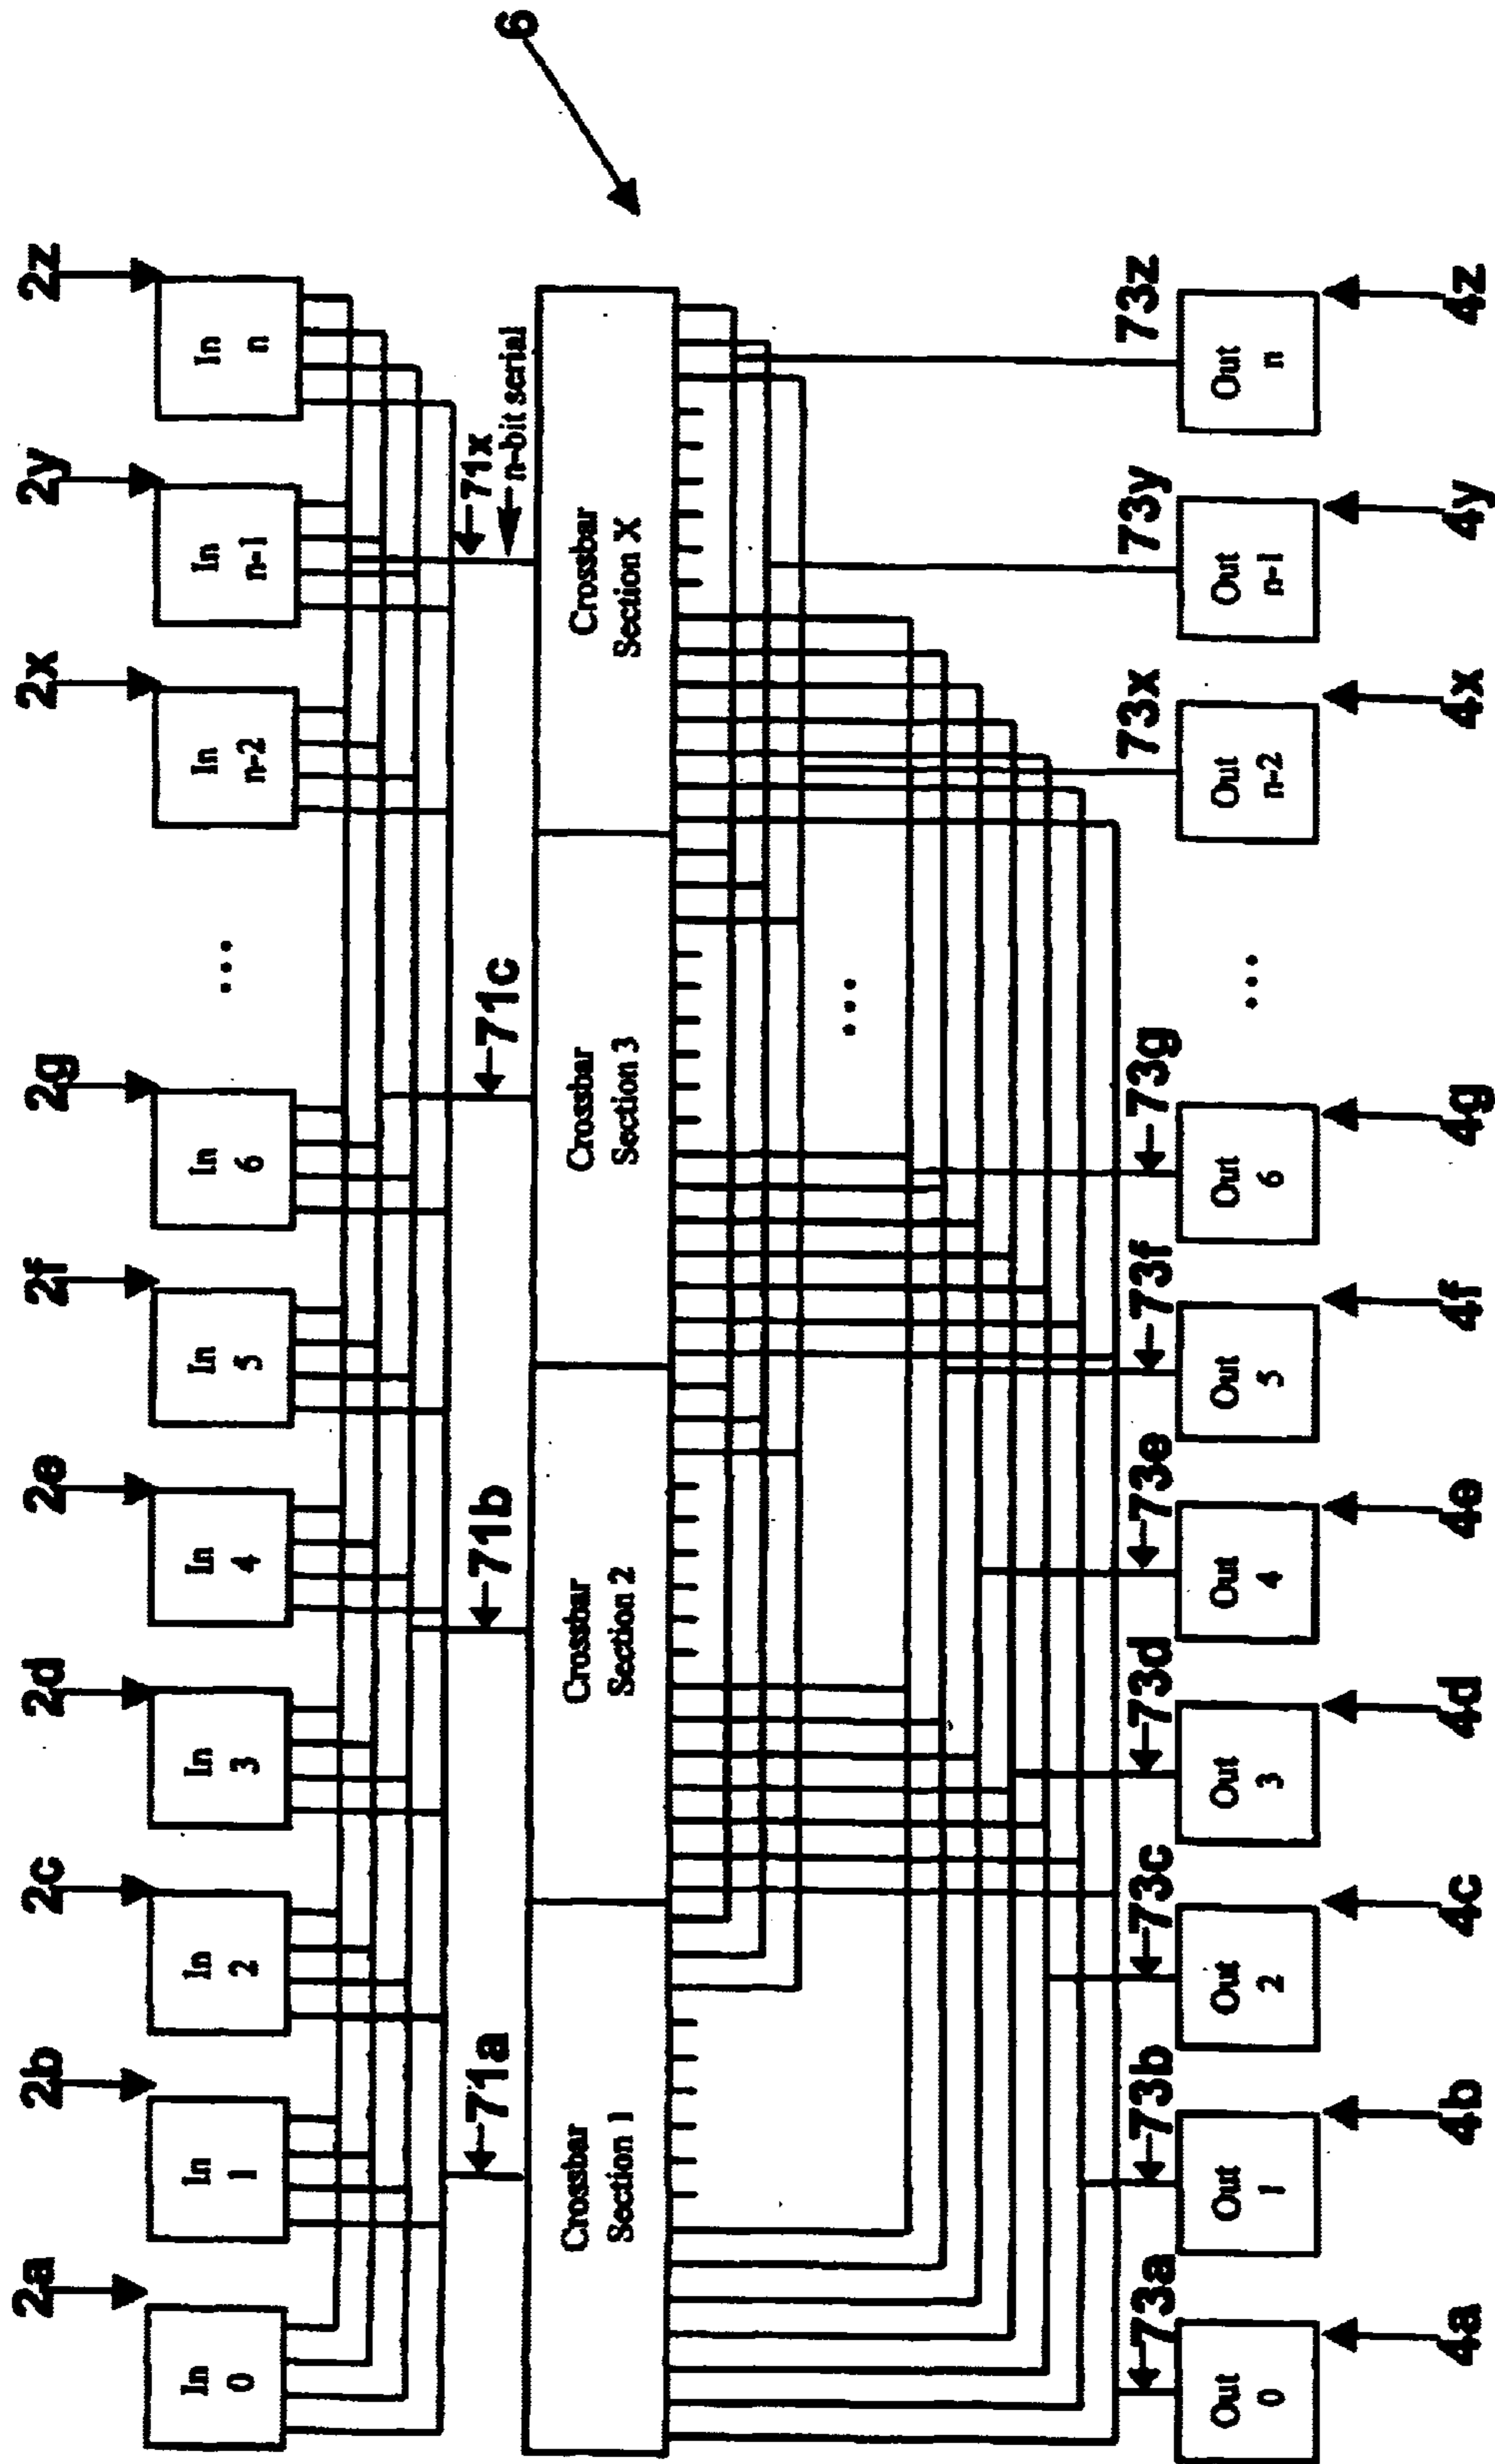 6
2a 2b 2c 2d 2e 2f 2g 2x 2y 2z
In 0
In 1
In 2
In 3
In 4
In 5
In 6
...
In n-2
In n-1
In n
71a 71b 71c 71x
n-bit serial
Crossbar Section 1
Crossbar Section 2
Crossbar Section 3
Crossbar Section X
...
73a 73b 73c 73d 73e 73f 73g 73x 73y 73z
Out 0
Out 1
Out 2
Out 3
Out 4
Out 5
Out 6
...
Out n-2
Out n-1
Out n
4a 4b 4c 4d 4e 4f 4g 4x 4y 4z